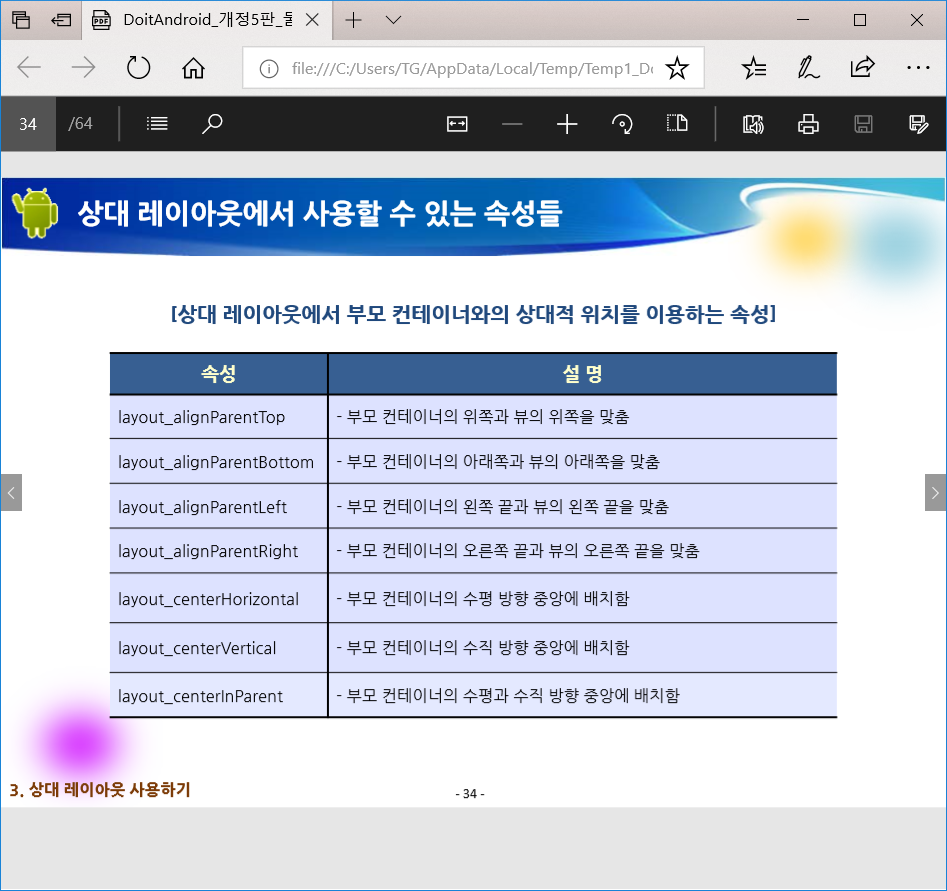 DoitAndroid_개정5판_둘
file:///C:/Users/TG/AppData/Local/Temp/Temp1_Do
34 /64
상대 레이아웃에서 사용할 수 있는 속성들
[상대 레이아웃에서 부모 컨테이너와의 상대적 위치를 이용하는 속성]
속성 설 명
layout_alignParentTop - 부모 컨테이너의 위쪽과 뷰의 위쪽을 맞춤
layout_alignParentBottom - 부모 컨테이너의 아래쪽과 뷰의 아래쪽을 맞춤
layout_alignParentLeft - 부모 컨테이너의 왼쪽 끝과 뷰의 왼쪽 끝을 맞춤
layout_alignParentRight - 부모 컨테이너의 오른쪽 끝과 뷰의 오른쪽 끝을 맞춤
layout_centerHorizontal - 부모 컨테이너의 수평 방향 중앙에 배치함
layout_centerVertical - 부모 컨테이너의 수직 방향 중앙에 배치함
layout_centerInParent - 부모 컨테이너의 수평과 수직 방향 중앙에 배치함
3. 상대 레이아웃 사용하기
- 34 -